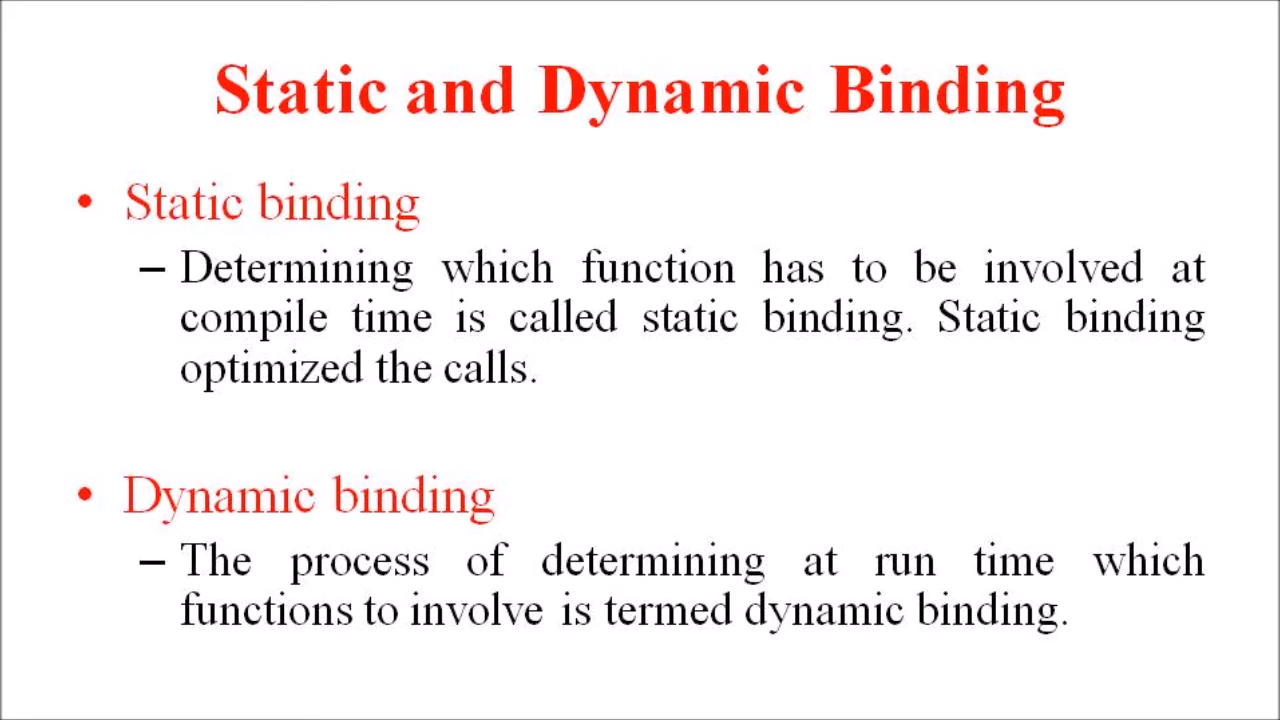 Static and Dynamic Binding
• Static binding
– Determining which function has to be involved at
compile time is called static binding. Static binding
optimized the calls.
• Dynamic binding
– The process of determining at run time which
functions to involve is termed dynamic binding.